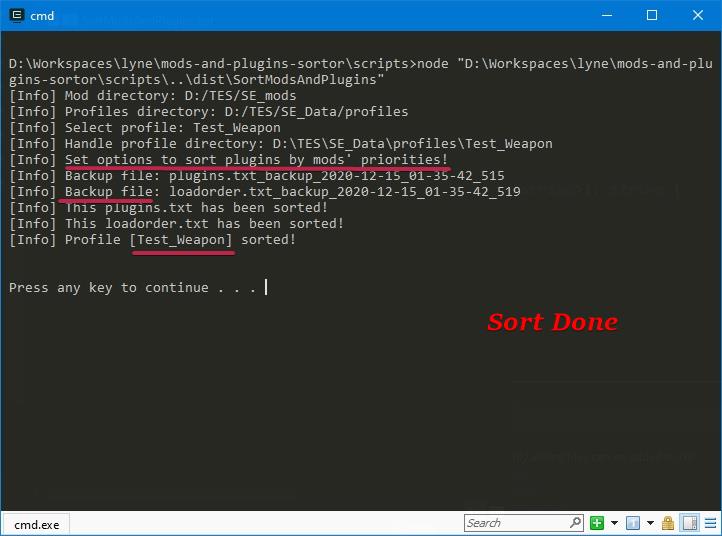 cmd
D:\Workspaces\lyne\mods-and-plugins-sortor\scripts>node "D:\Workspaces\lyne\mods-and-plu
gins-sortor\scripts\..\dist\SortModsAndPlugins"
[Info] Mod directory: D:/TES/SE_mods
[Info] Profiles directory: D:/TES/SE_Data/profiles
[Info] Select profile: Test_Weapon
[Info] Handle profile directory: D:\TES\SE_Data\profiles\Test_Weapon
[Info] Set options to sort plugins by mods' priorities!
[Info] Backup file: plugins.txt_backup_2020-12-15_01-35-42_515
[Info] Backup file: loadorder.txt_backup_2020-12-15_01-35-42_519
[Info] This plugins.txt has been sorted!
[Info] This loadorder.txt has been sorted!
[Info] Profile [Test_Weapon] sorted!
Press any key to continue . . .
Sort Done
cmd.exe
Search